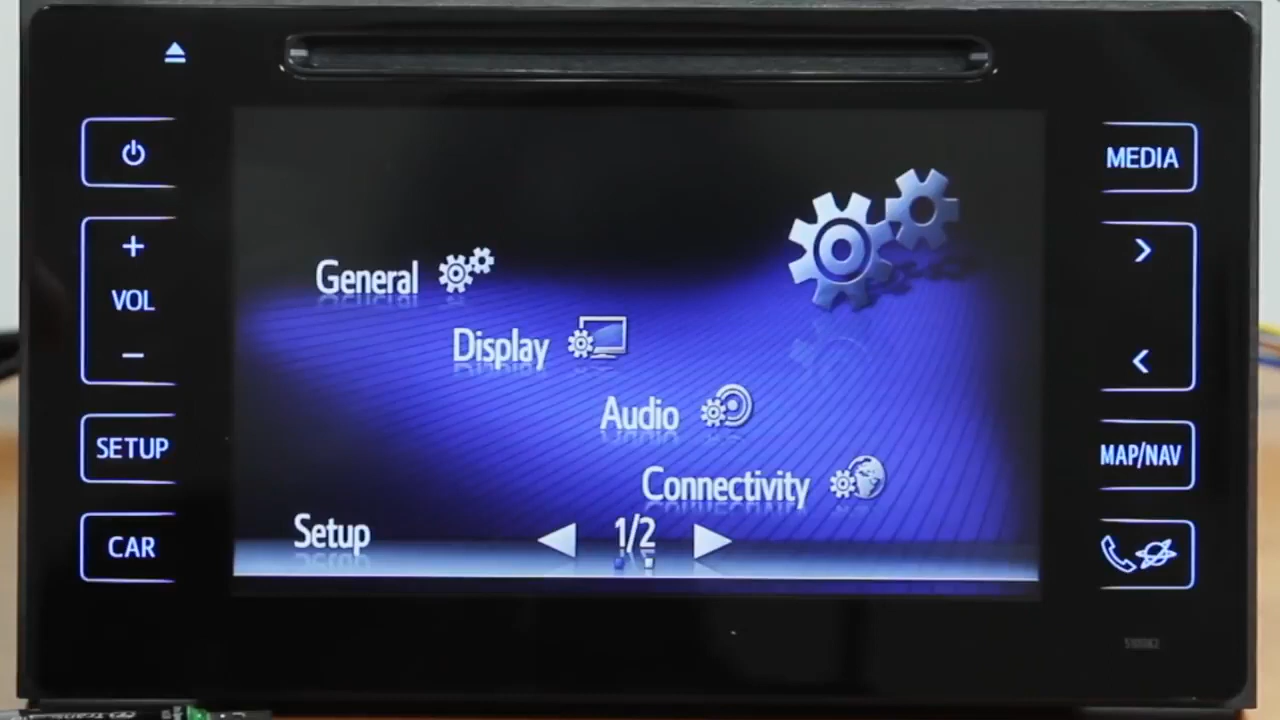 MEDIA
+
VOL
−
General
Display
Audio
SETUP
MAP/NAV
Connectivity
Setup
1/2
CAR